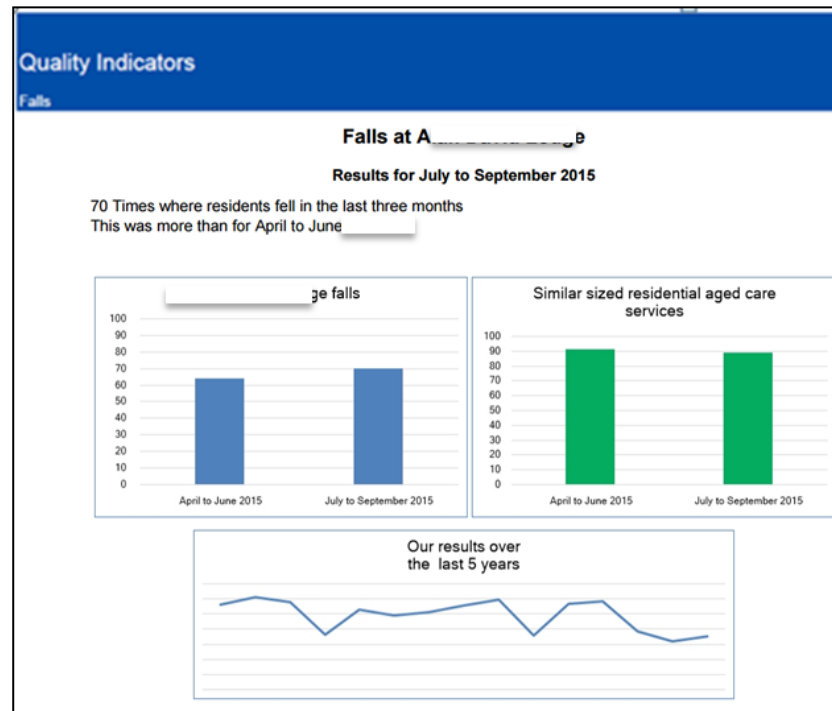 Quality Indicators
Falls
Falls at
Results for July to September 2015
70 Times where residents fell in the last three months
This was more than for April to June
ge falls
100
90
80
70
60
50
40
30
20
10
0
April to June 2015 July to September 2015
Similar sized residential aged care
services
100
90
80
70
60
50
40
30
20
10
0
April to June 2015 July to September 2015
Our results over
the last 5 years